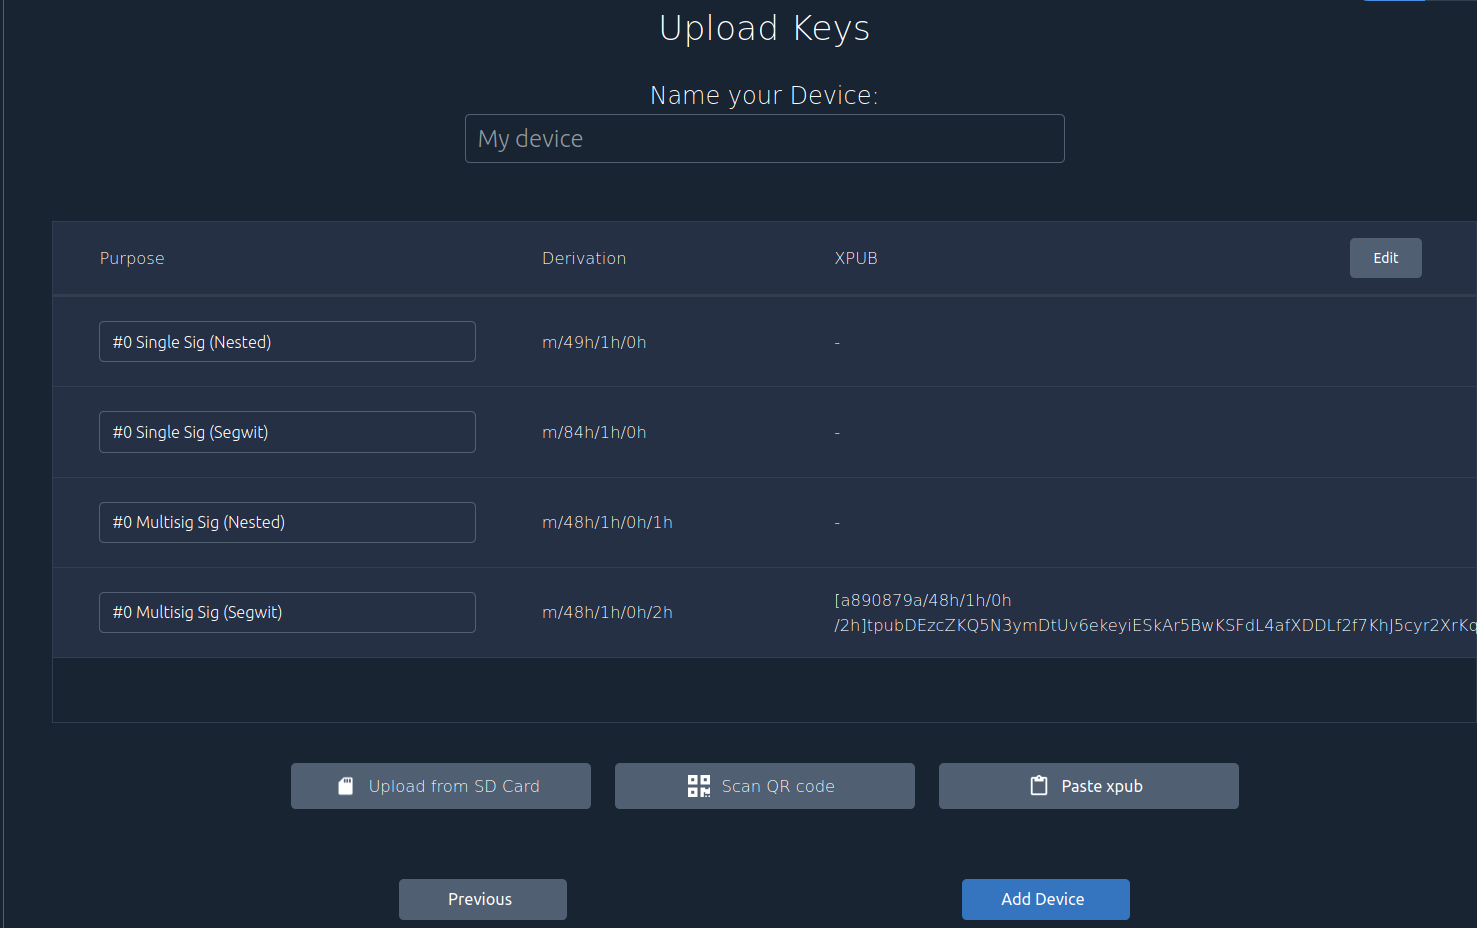 Upload Keys
Name your Device:
My device
Purpose Derivation XPUB Edit
#0 Single Sig (Nested) m/49h/1h/0h -
#0 Single Sig (Segwit) m/84h/1h/0h -
#0 Multisig Sig (Nested) m/48h/1h/0h/1h -
#0 Multisig Sig (Segwit) m/48h/1h/0h/2h [a890879a/48h/1h/0h
/2h]tpubDEzcZKQ5N3ymDtUv6ekeyiESkAr5BwKSFdL4afXDDLf2f7KhJ5cyr2XrKq
Upload from SD Card Scan QR code Paste xpub
Previous Add Device